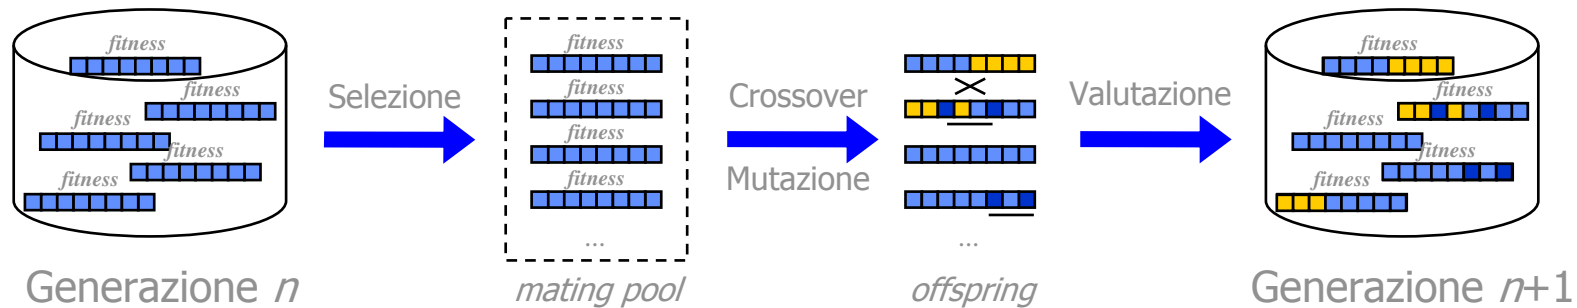 fitness
fitness
fitness
fitness
fitness
Generazione n
Selezione
fitness
fitness
fitness
fitness
...
mating pool
Crossover
Mutazione
...
offspring
Valutazione
fitness
fitness
fitness
fitness
fitness
Generazione n+1